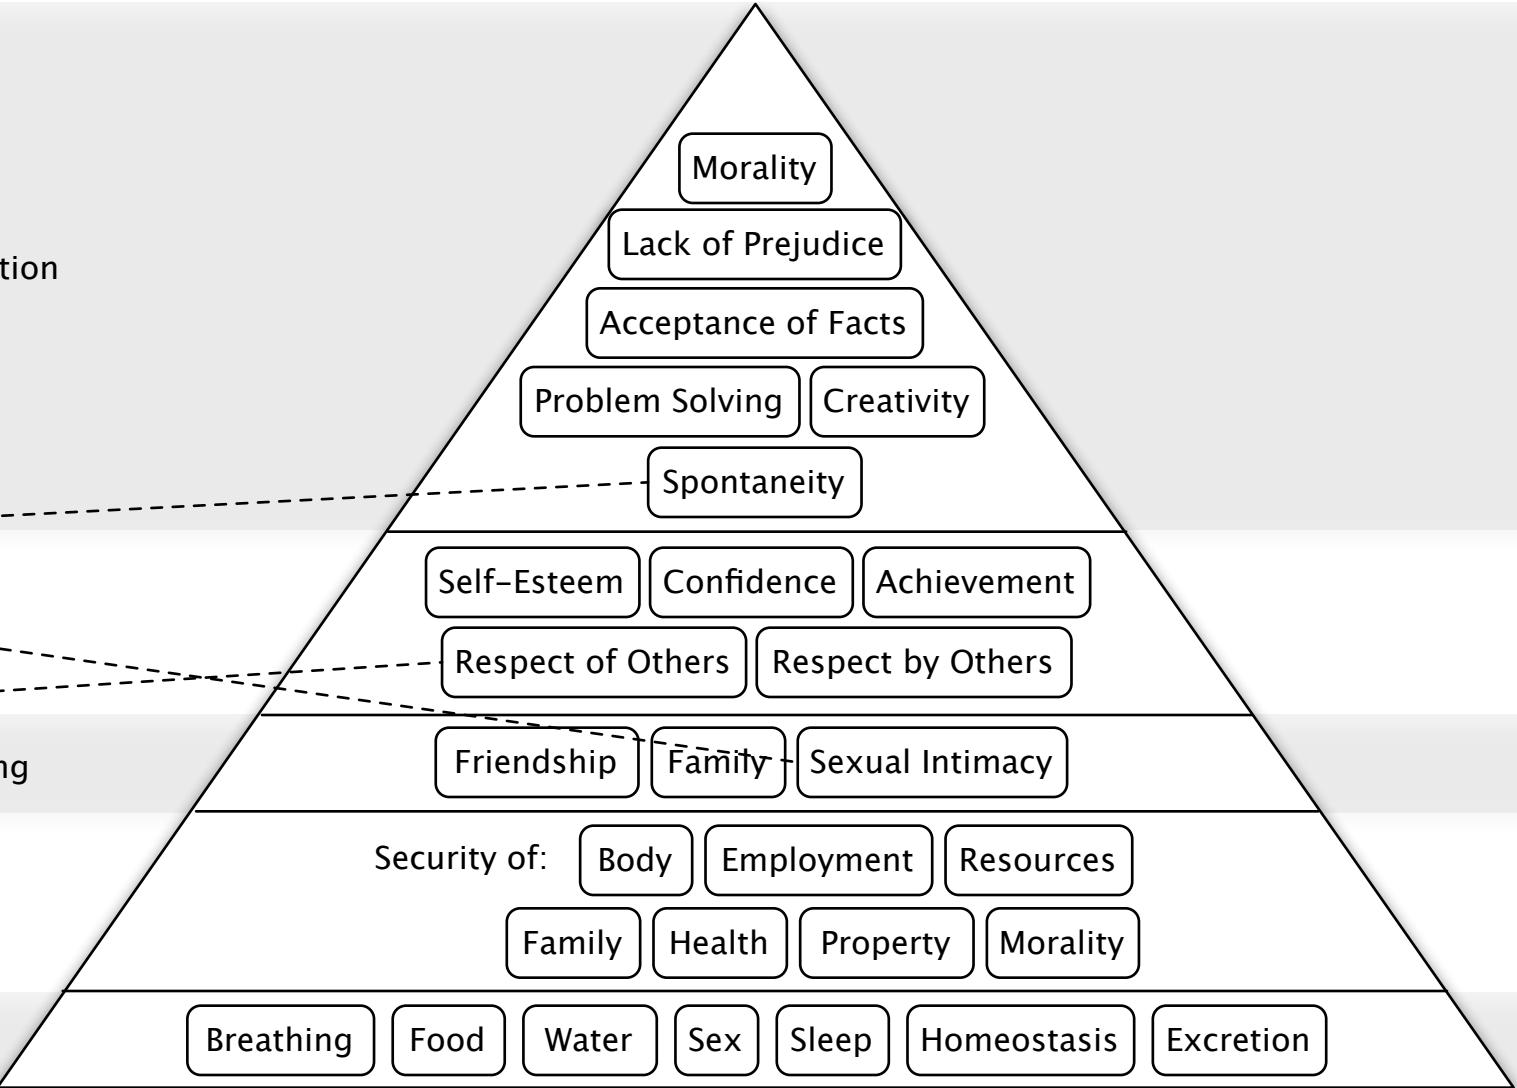 Morality
Lack of Prejudice
tion
Acceptance of Facts
Problem Solving Creativity
Spontaneity
Self-Esteem Confidence Achievement
Respect of Others Respect by Others
ng Friendship Family Sexual Intimacy
Security of: Body Employment Resources
Family Health Property Morality
Breathing Food Water Sex Sleep Homeostasis Excretion